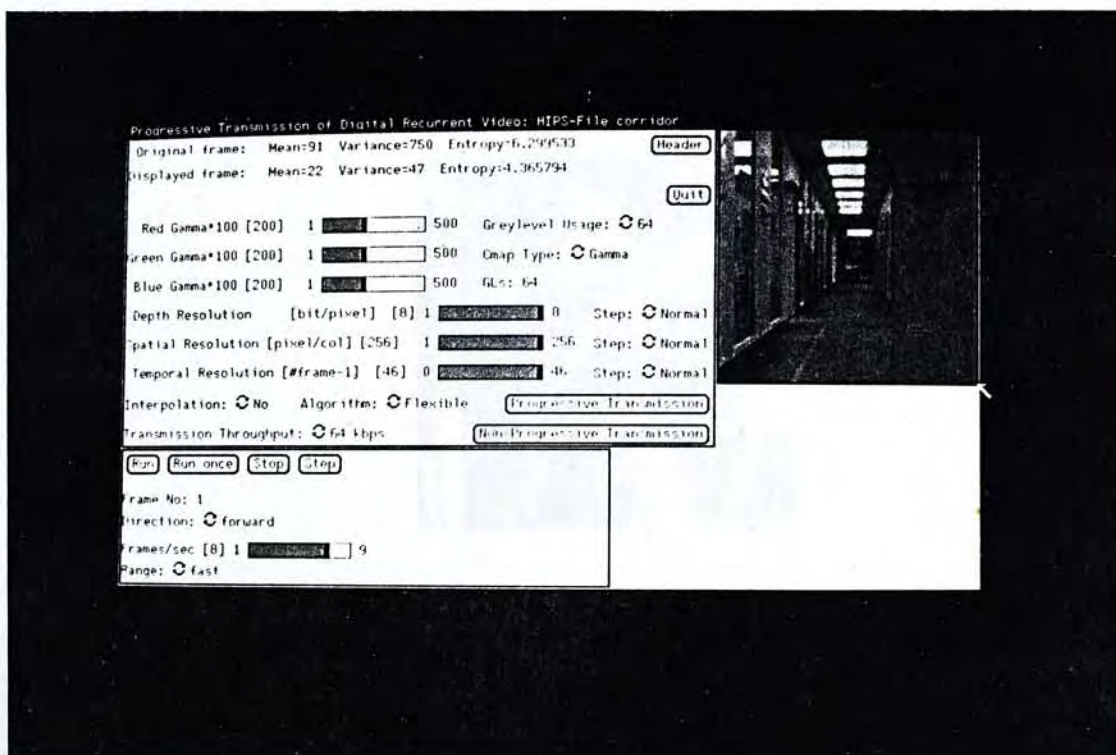 Progressive Transmission of Digital Recurrent Video: HIPS-File corridor
Original frame: Mean=91 Variance=750 Entropy=6.299533 Header
Displayed frame: Mean=22 Variance=47 Entropy=4.365794
Quit
Red Gamma*100 [200] 1 500 Greylevel Usage: 64
Green Gamma*100 [200] 1 500 Cmap Type: Gamma
Blue Gamma*100 [200] 1 500 GLs: 64
Depth Resolution [bit/pixel] [8] 1 8 Step: Normal
Spatial Resolution [pixel/col] [256] 1 256 Step: Normal
Temporal Resolution [#frame-1] [46] 0 46 Step: Normal
Interpolation: No Algorithm: Flexible Progressive Transmission
Transmission Throughput: 64 kbps Non-Progressive Transmission
Run Run once Stop Step
Frame No: 1
Direction: forward
Frames/sec [8] 1 9
Range: fast